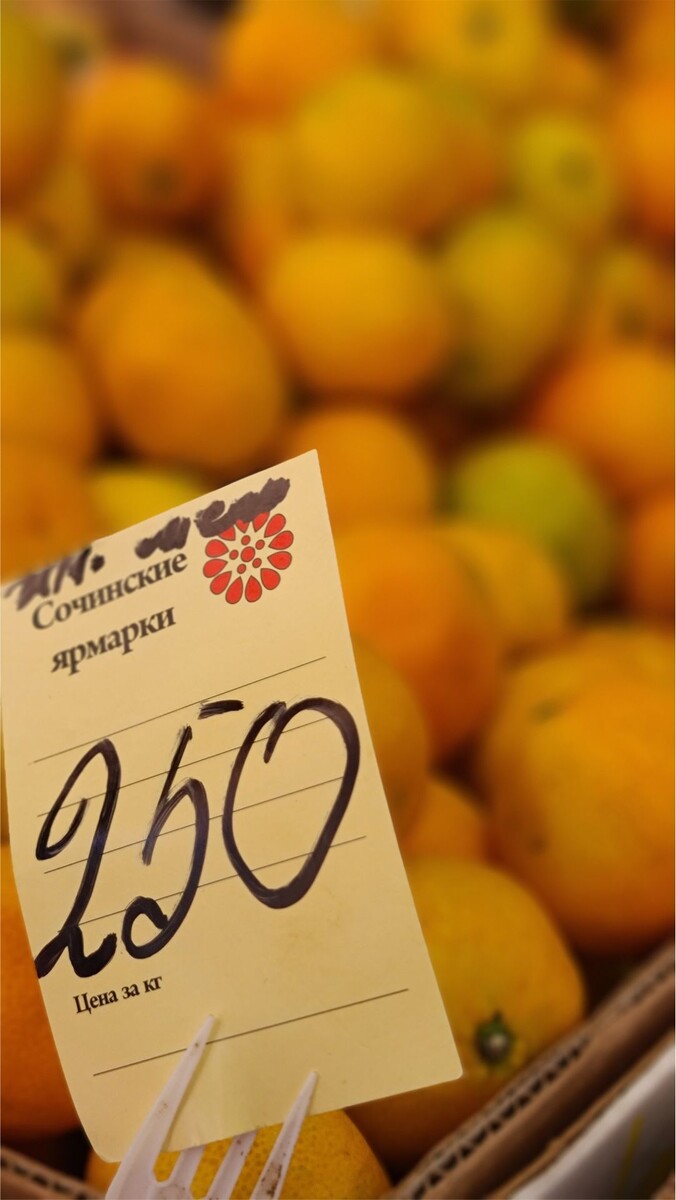 Сочинские
ярмарки
250
Цена за кг